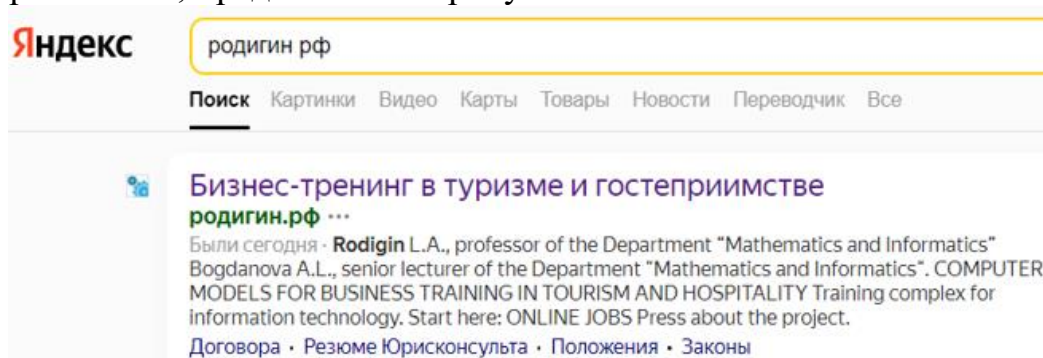 Яндекс
родигин рф
Поиск Картинки Видео Карты Товары Новости Переводчик Все
Бизнес-тренинг в туризме и гостеприимстве
родигин.рф ···
Были сегодня · Rodigin L.A., professor of the Department "Mathematics and Informatics"
Bogdanova A.L., senior lecturer of the Department "Mathematics and Informatics". COMPUTER
MODELS FOR BUSINESS TRAINING IN TOURISM AND HOSPITALITY Training complex for
information technology. Start here: ONLINE JOBS Press about the project.
Договора · Резюме Юрисконсульта · Положения · Законы